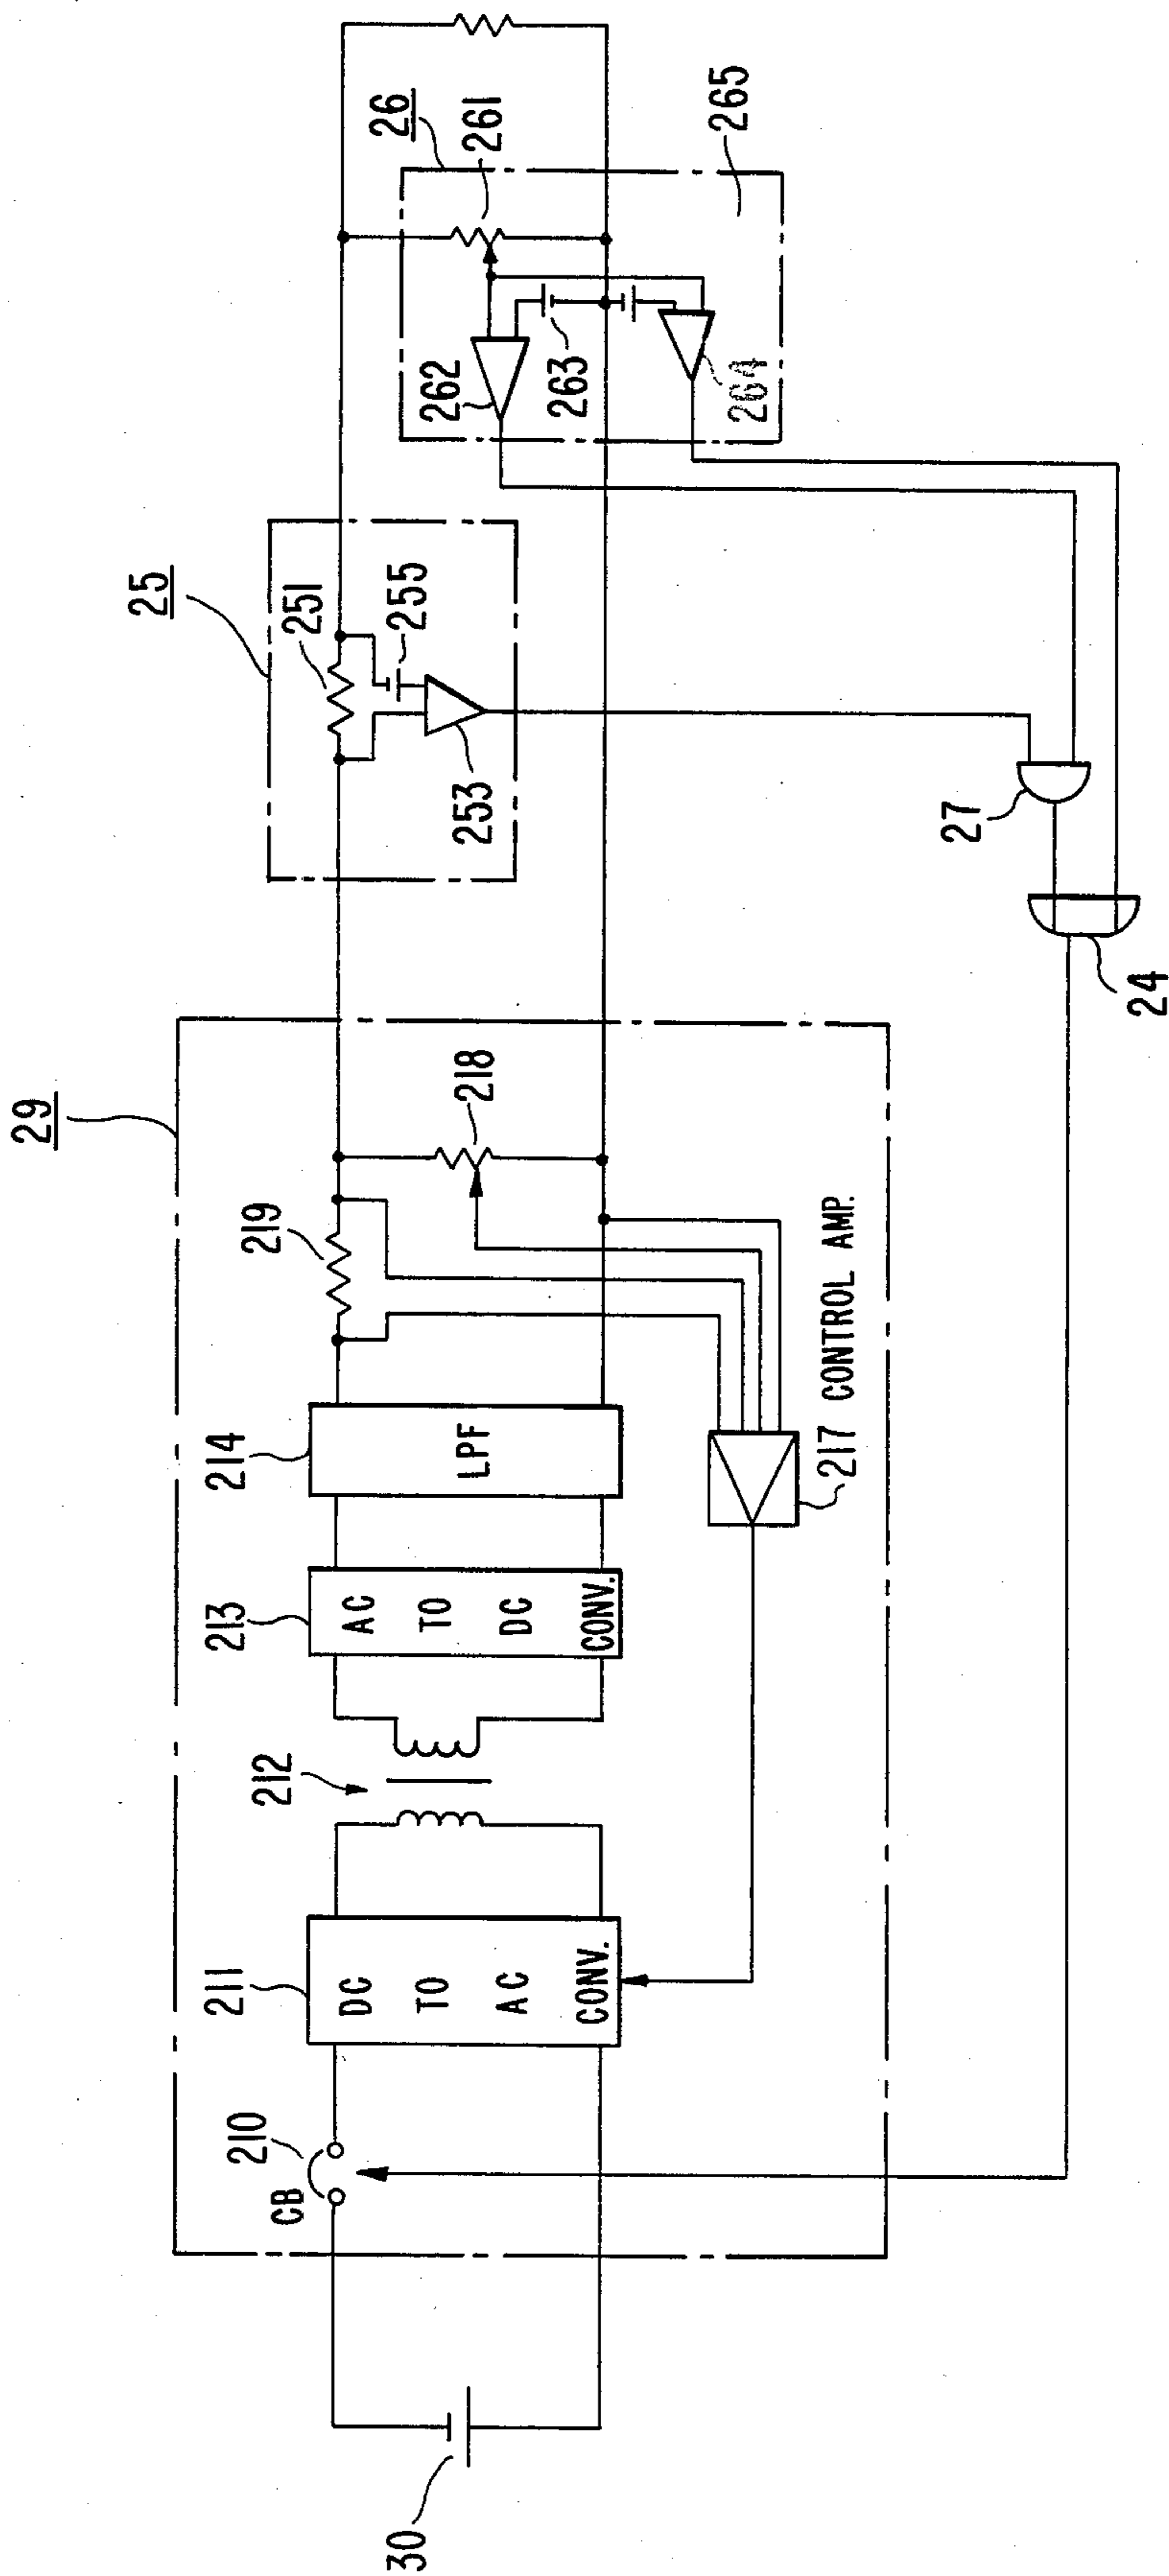 29
30
CB
210
211
DC
TO
AC
CONV.
212
213
AC
TO
DC
CONV.
214
LPF
219
218
217 CONTROL AMP.
25
251
255
253
26
261
262
263
264
265
27
24